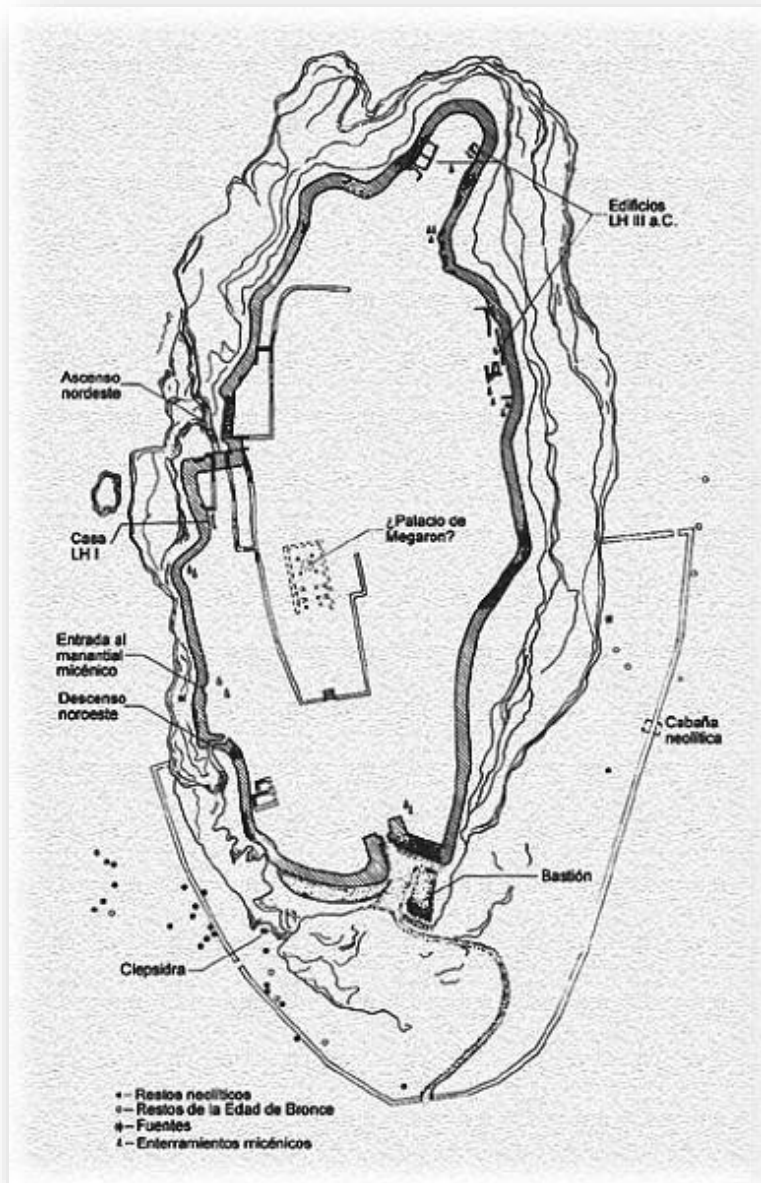 Edificios
LH III a.C.
Ascenso
nordeste
¿Palacio de
Megaron?
Casa
LH I
Entrada al
manantial
micénico
Descenso
noroeste
Cabaña
neolítica
Bastión
Clepsidra
•– Restos neolíticos
○– Restos de la Edad de Bronce
– Fuentes
– Enterramientos micénicos